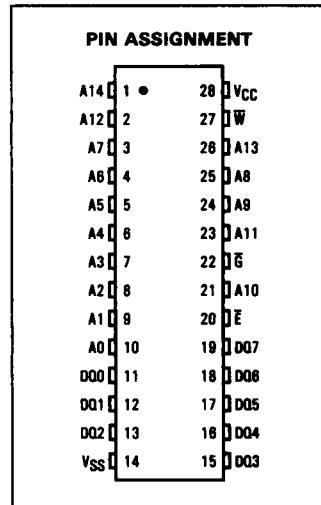 PIN ASSIGNMENT
A14 1 28 VCC
A12 2 27 W̅
A7 3 26 A13
A6 4 25 A8
A5 5 24 A9
A4 6 23 A11
A3 7 22 G̅
A2 8 21 A10
A1 9 20 E̅
A0 10 19 DQ7
DQ0 11 18 DQ6
DQ1 12 17 DQ5
DQ2 13 16 DQ4
VSS 14 15 DQ3